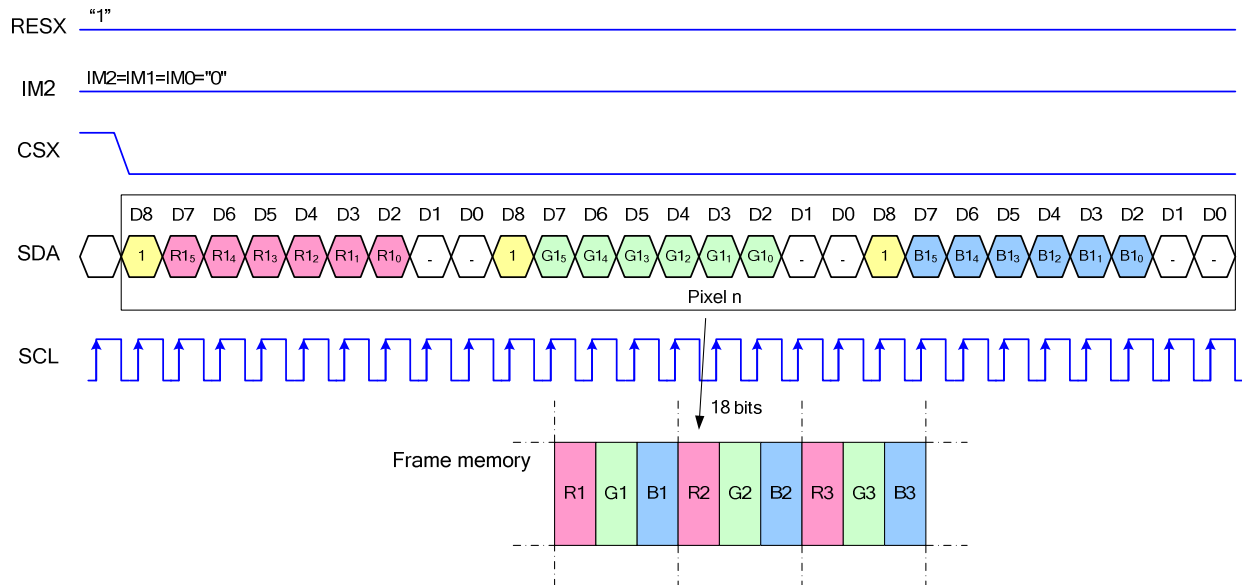 RESX “1”
IM2 IM2=IM1=IM0="0"
CSX
D8 D7 D6 D5 D4 D3 D2 D1 D0 D8 D7 D6 D5 D4 D3 D2 D1 D0 D8 D7 D6 D5 D4 D3 D2 D1 D0
SDA 1 R1₅ R1₄ R1₃ R1₂ R1₁ R1₀ - - 1 G1₅ G1₄ G1₃ G1₂ G1₁ G1₀ - - 1 B1₅ B1₄ B1₃ B1₂ B1₁ B1₀ - -
Pixel n
SCL
18 bits
Frame memory
R1 G1 B1 R2 G2 B2 R3 G3 B3